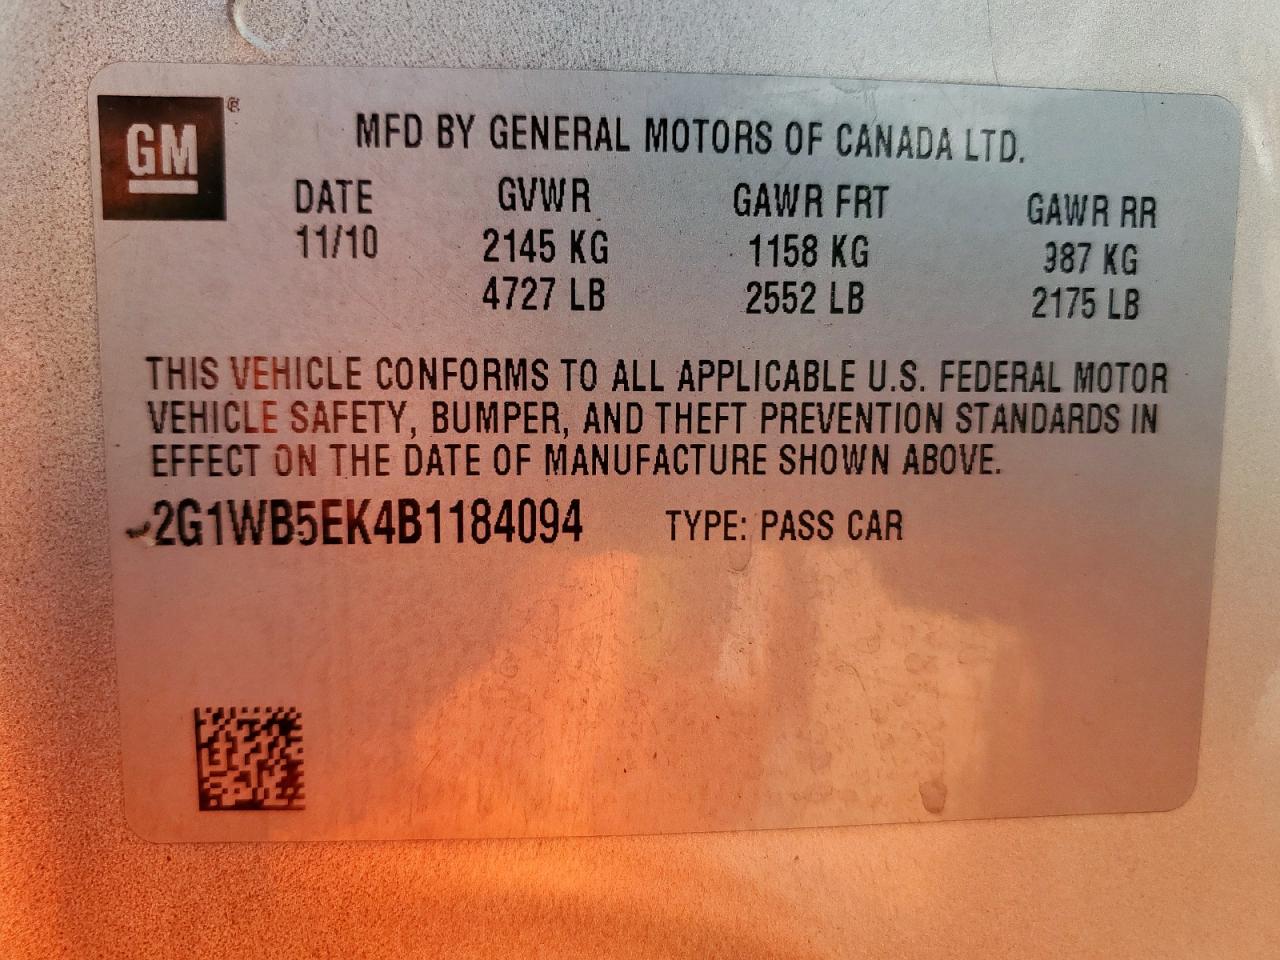 GM ®
MFD BY GENERAL MOTORS OF CANADA LTD.
DATE GVWR GAWR FRT GAWR RR
11/10 2145 KG 1158 KG 987 KG
4727 LB 2552 LB 2175 LB
THIS VEHICLE CONFORMS TO ALL APPLICABLE U.S. FEDERAL MOTOR
VEHICLE SAFETY, BUMPER, AND THEFT PREVENTION STANDARDS IN
EFFECT ON THE DATE OF MANUFACTURE SHOWN ABOVE.
2G1WB5EK4B1184094 TYPE: PASS CAR